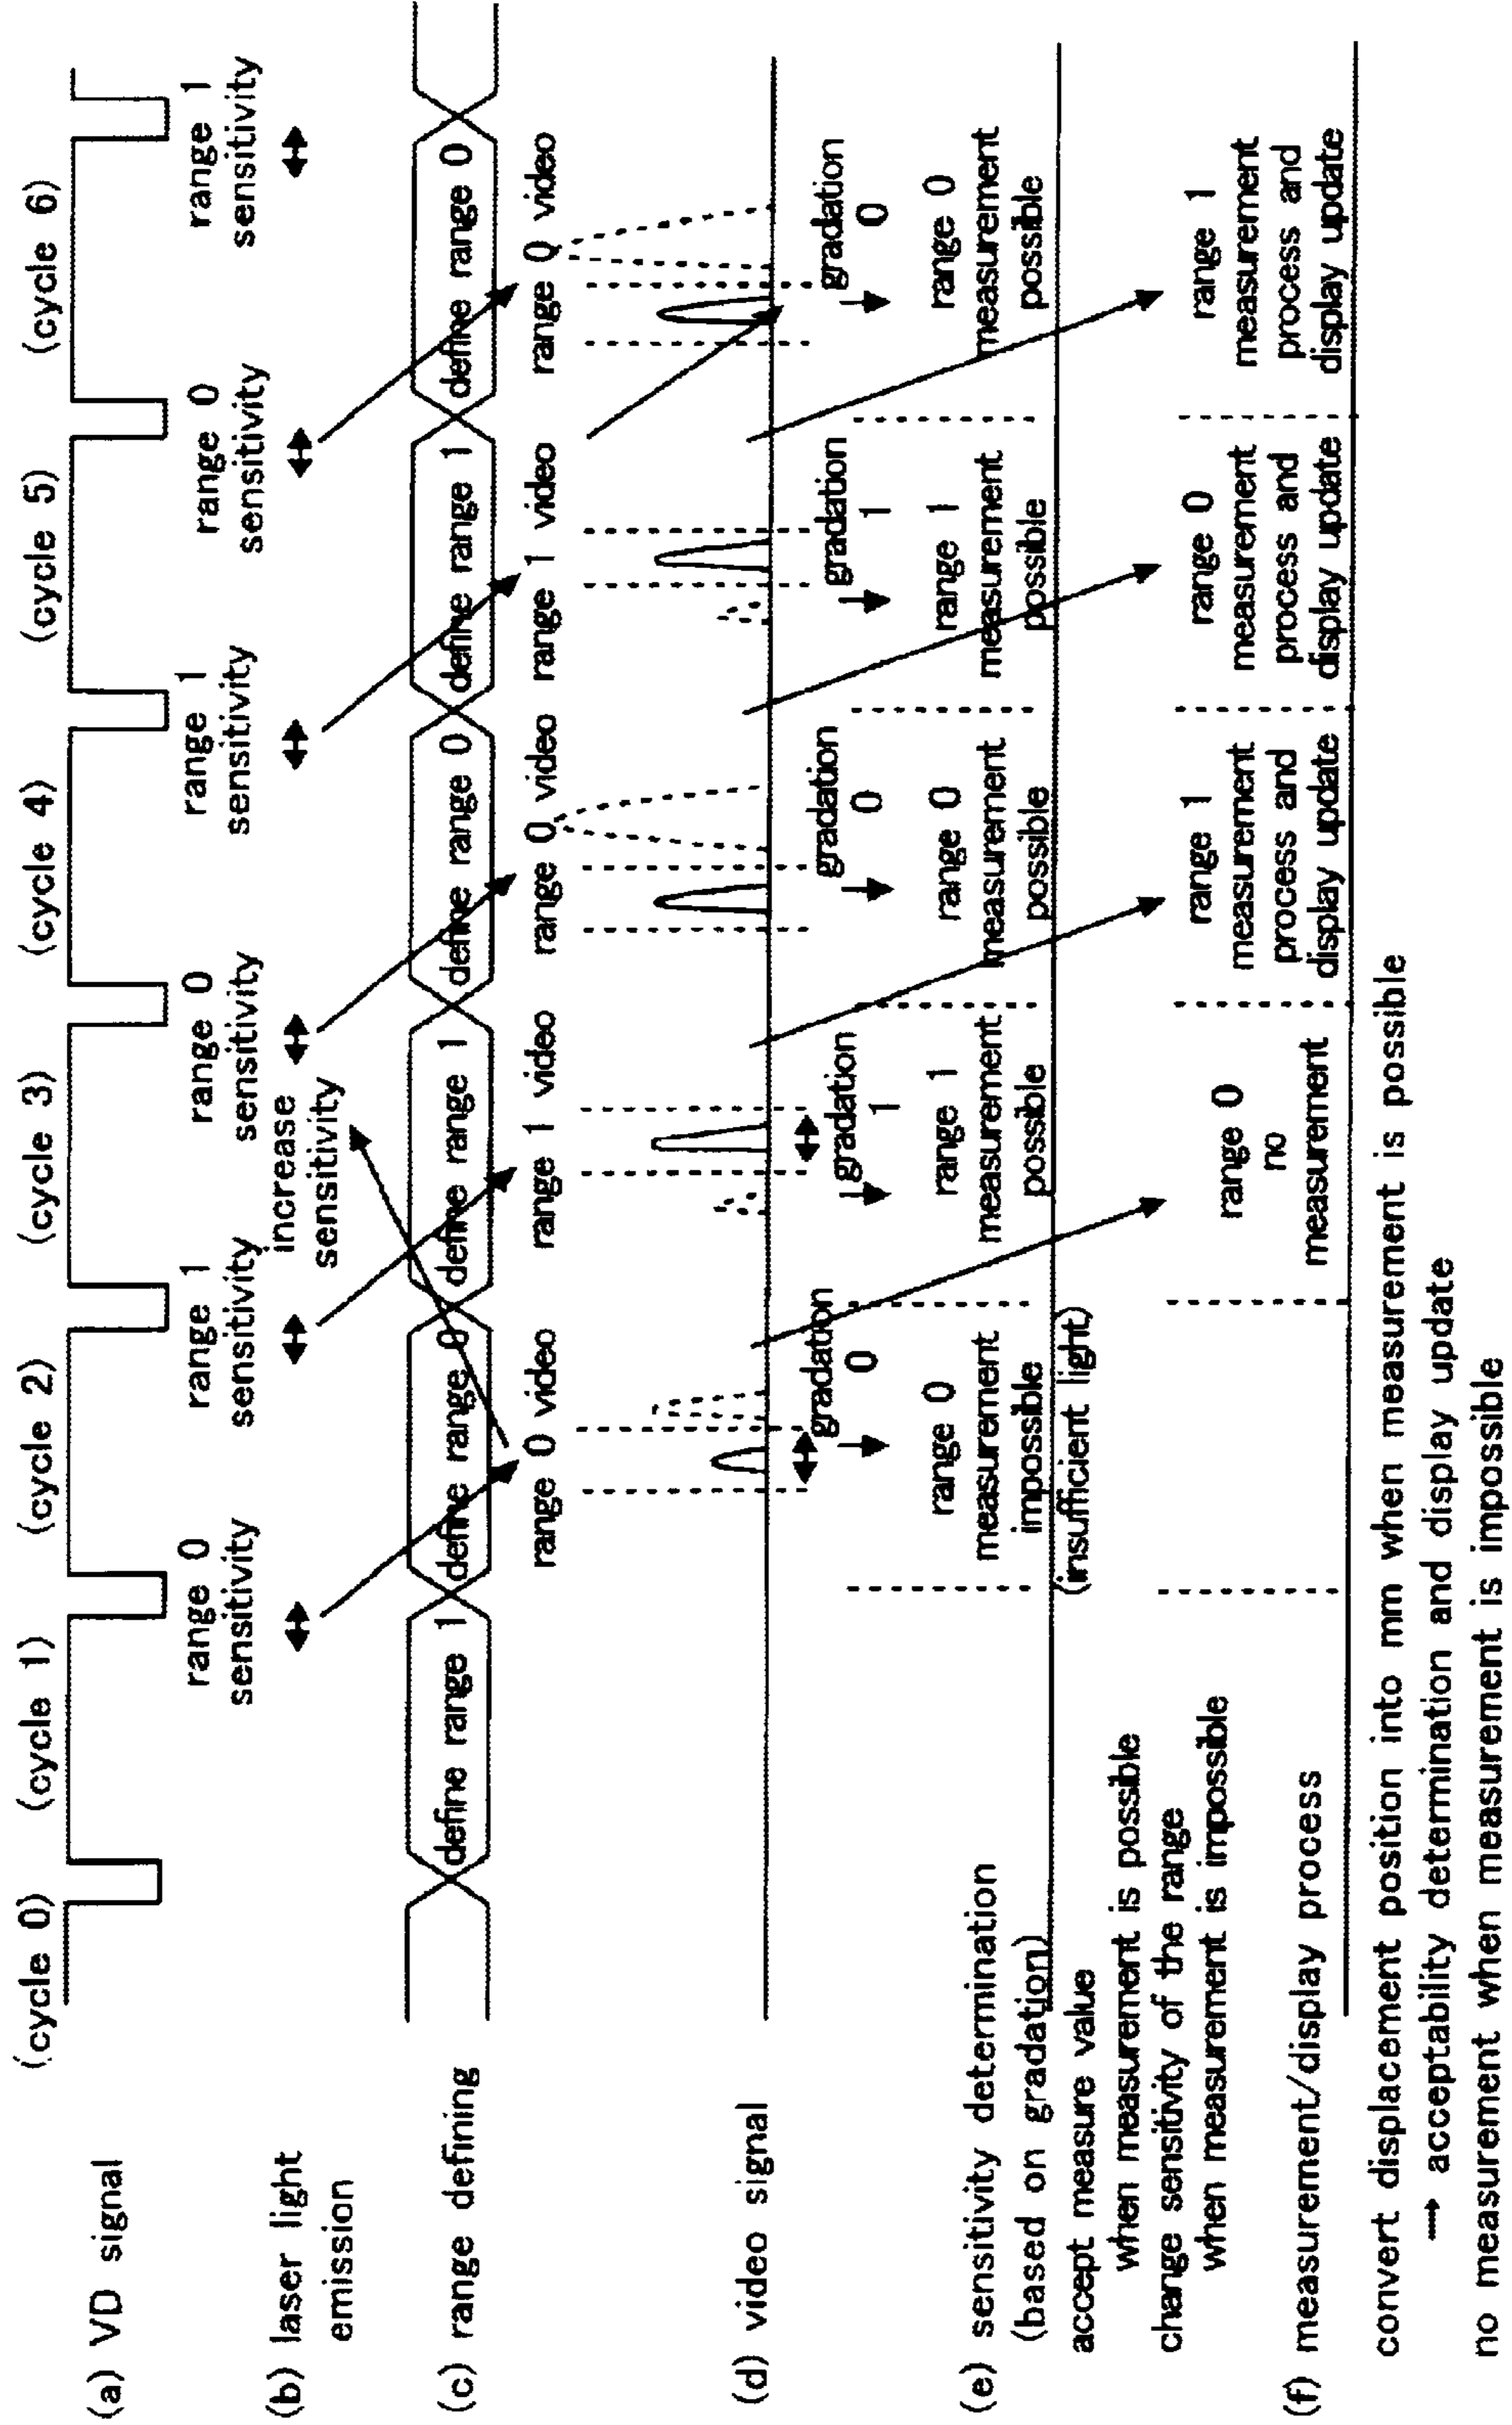 (cycle 0) (cycle 1) (cycle 2) (cycle 3) (cycle 4) (cycle 5) (cycle 6)
(a) VD signal
range 0 range 1 range 0 range 1 range 0 range 1
sensitivity sensitivity sensitivity sensitivity sensitivity sensitivity
(b) laser light
emission
increase
sensitivity
(c) range defining
define range 1 define range 0 define range 1 define range 0 define range 1 define range 0
range 0 video range 1 video range 0 video range 1 video range 0 video
(d) video signal
gradation gradation gradation gradation gradation
0 1 0 1 0
(e) sensitivity determination
(based on gradation)
range 0 range 1 range 0 range 1 range 0
measurement measurement measurement measurement measurement
impossible possible possible possible possible
(insufficient light)
accept measure value
when measurement is possible
change sensitivity of the range
when measurement is impossible
(f) measurement/display process
range 0 range 1 range 0 range 1
no measurement measurement measurement
measurement process and process and process and
display update display update display update
convert displacement position into mm when measurement is possible
→ acceptability determination and display update
no measurement when measurement is impossible